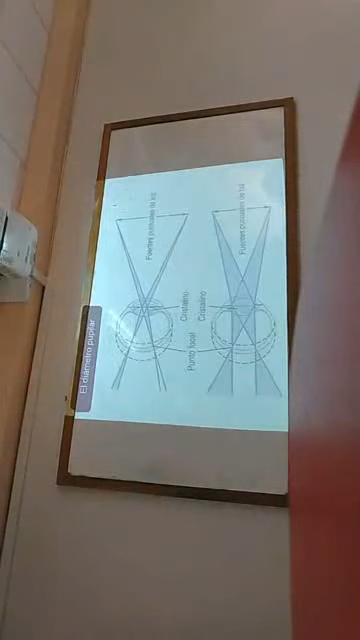 El diámetro pupilar
Fuentes puntuales de luz
Cristalino
Punto focal
Cristalino
Fuentes puntuales de luz